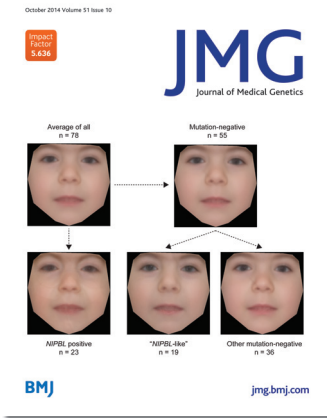 October 2014 Volume 51 Issue 10
Impact
Factor
5.636
JMG
Journal of Medical Genetics
Average of all
n = 78
Mutation-negative
n = 55
NIPBL positive
n = 23
"NIPBL-like"
n = 19
Other mutation-negative
n = 36
BMJ
jmg.bmj.com